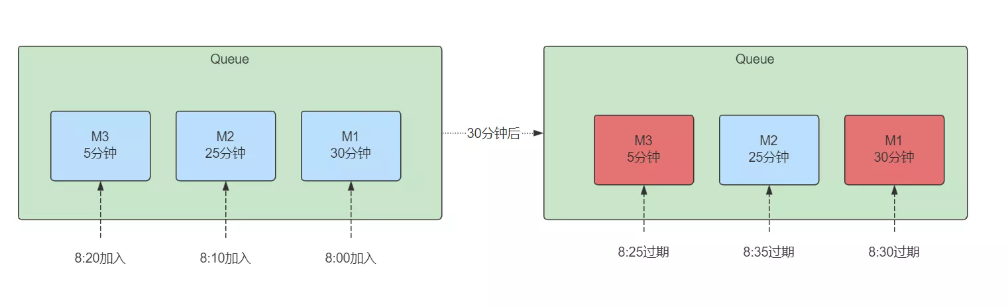 Queue
M3
5分钟
M2
25分钟
M1
30分钟
8:20加入
8:10加入
8:00加入
30分钟后
Queue
M3
5分钟
M2
25分钟
M1
30分钟
8:25过期
8:35过期
8:30过期